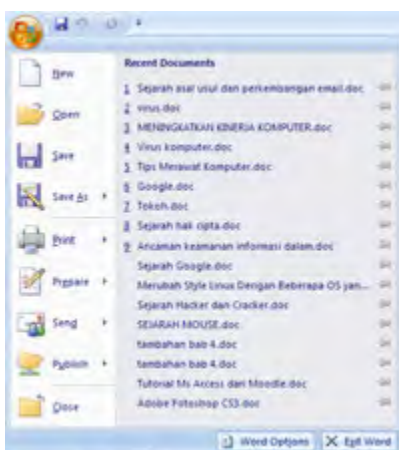 New
Open
Save
Save As
Print
Prepare
Send
Publish
Close
Recent Documents
1 Sejarah asal usul dan perkembangan email.doc
2 virus.doc
3 MENINGKATKAN KINERJA KOMPUTER.doc
4 Virus komputer.doc
5 Tips Merawat Komputer.doc
6 Google.doc
7 Tokoh.doc
8 Sejarah hak cipta.doc
9 Ancaman keamanan informasi dalam.doc
Sejarah Google.doc
Merubah Style Linux Dengan Beberapa OS jan...
Sejarah Hacker dan Cracker.doc
SEJARAH MOUSE.doc
tambahan bab 4.doc
tambahan bab 4.doc
Tutorial Ms Access dari Moodle.doc
Adobe Fotoshop CS3.doc
Word Options
Exit Word